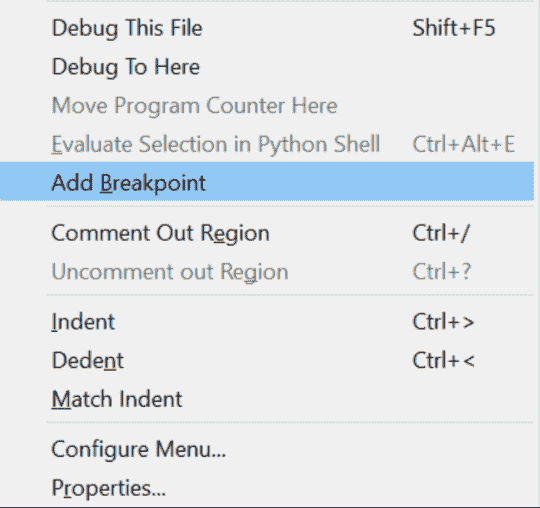 Debug This File Shift+F5
Debug To Here
Move Program Counter Here
Evaluate Selection in Python Shell Ctrl+Alt+E
Add Breakpoint
Comment Out Region Ctrl+/
Uncomment out Region Ctrl+?
Indent Ctrl+>
Dedent Ctrl+<
Match Indent
Configure Menu...
Properties...